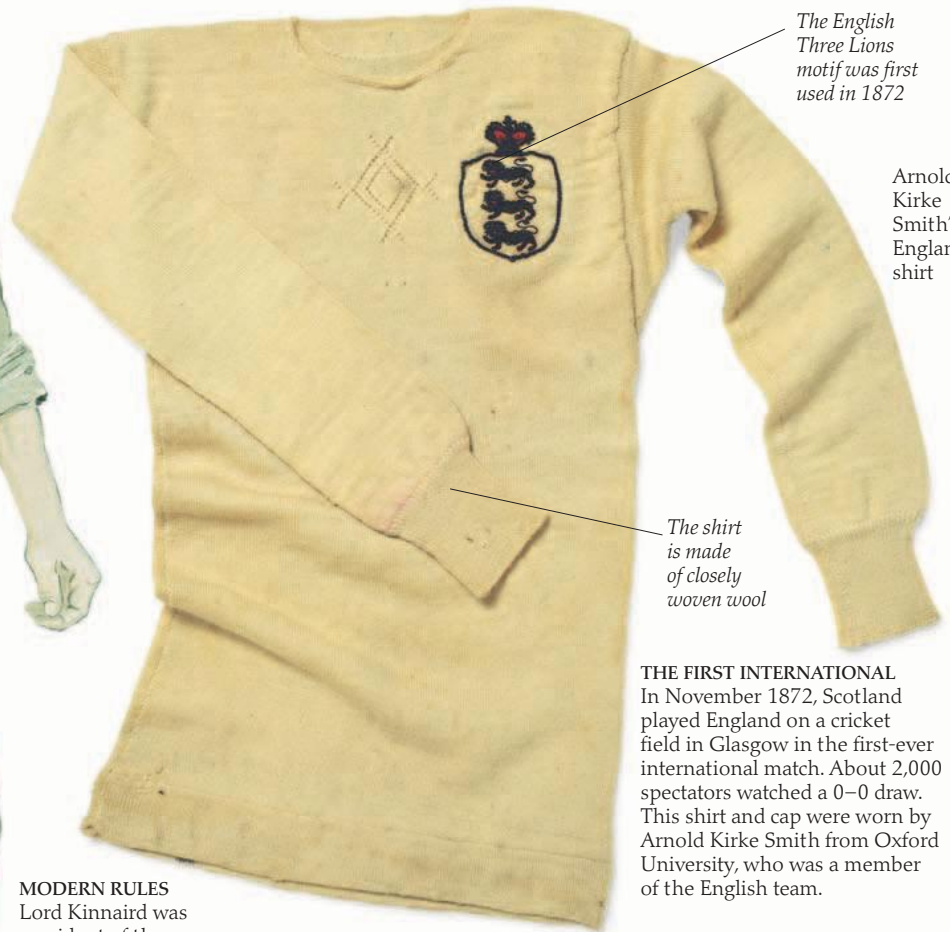 The English
Three Lions
motif was first
used in 1872
Arnold
Kirke
Smith'
Englan
shirt
The shirt
is made
of closely
woven wool
THE FIRST INTERNATIONAL
In November 1872, Scotland
played England on a cricket
field in Glasgow in the first-ever
international match. About 2,000
spectators watched a 0–0 draw.
This shirt and cap were worn by
Arnold Kirke Smith from Oxford
University, who was a member
of the English team.
MODERN RULES
Lord Kinnaird was